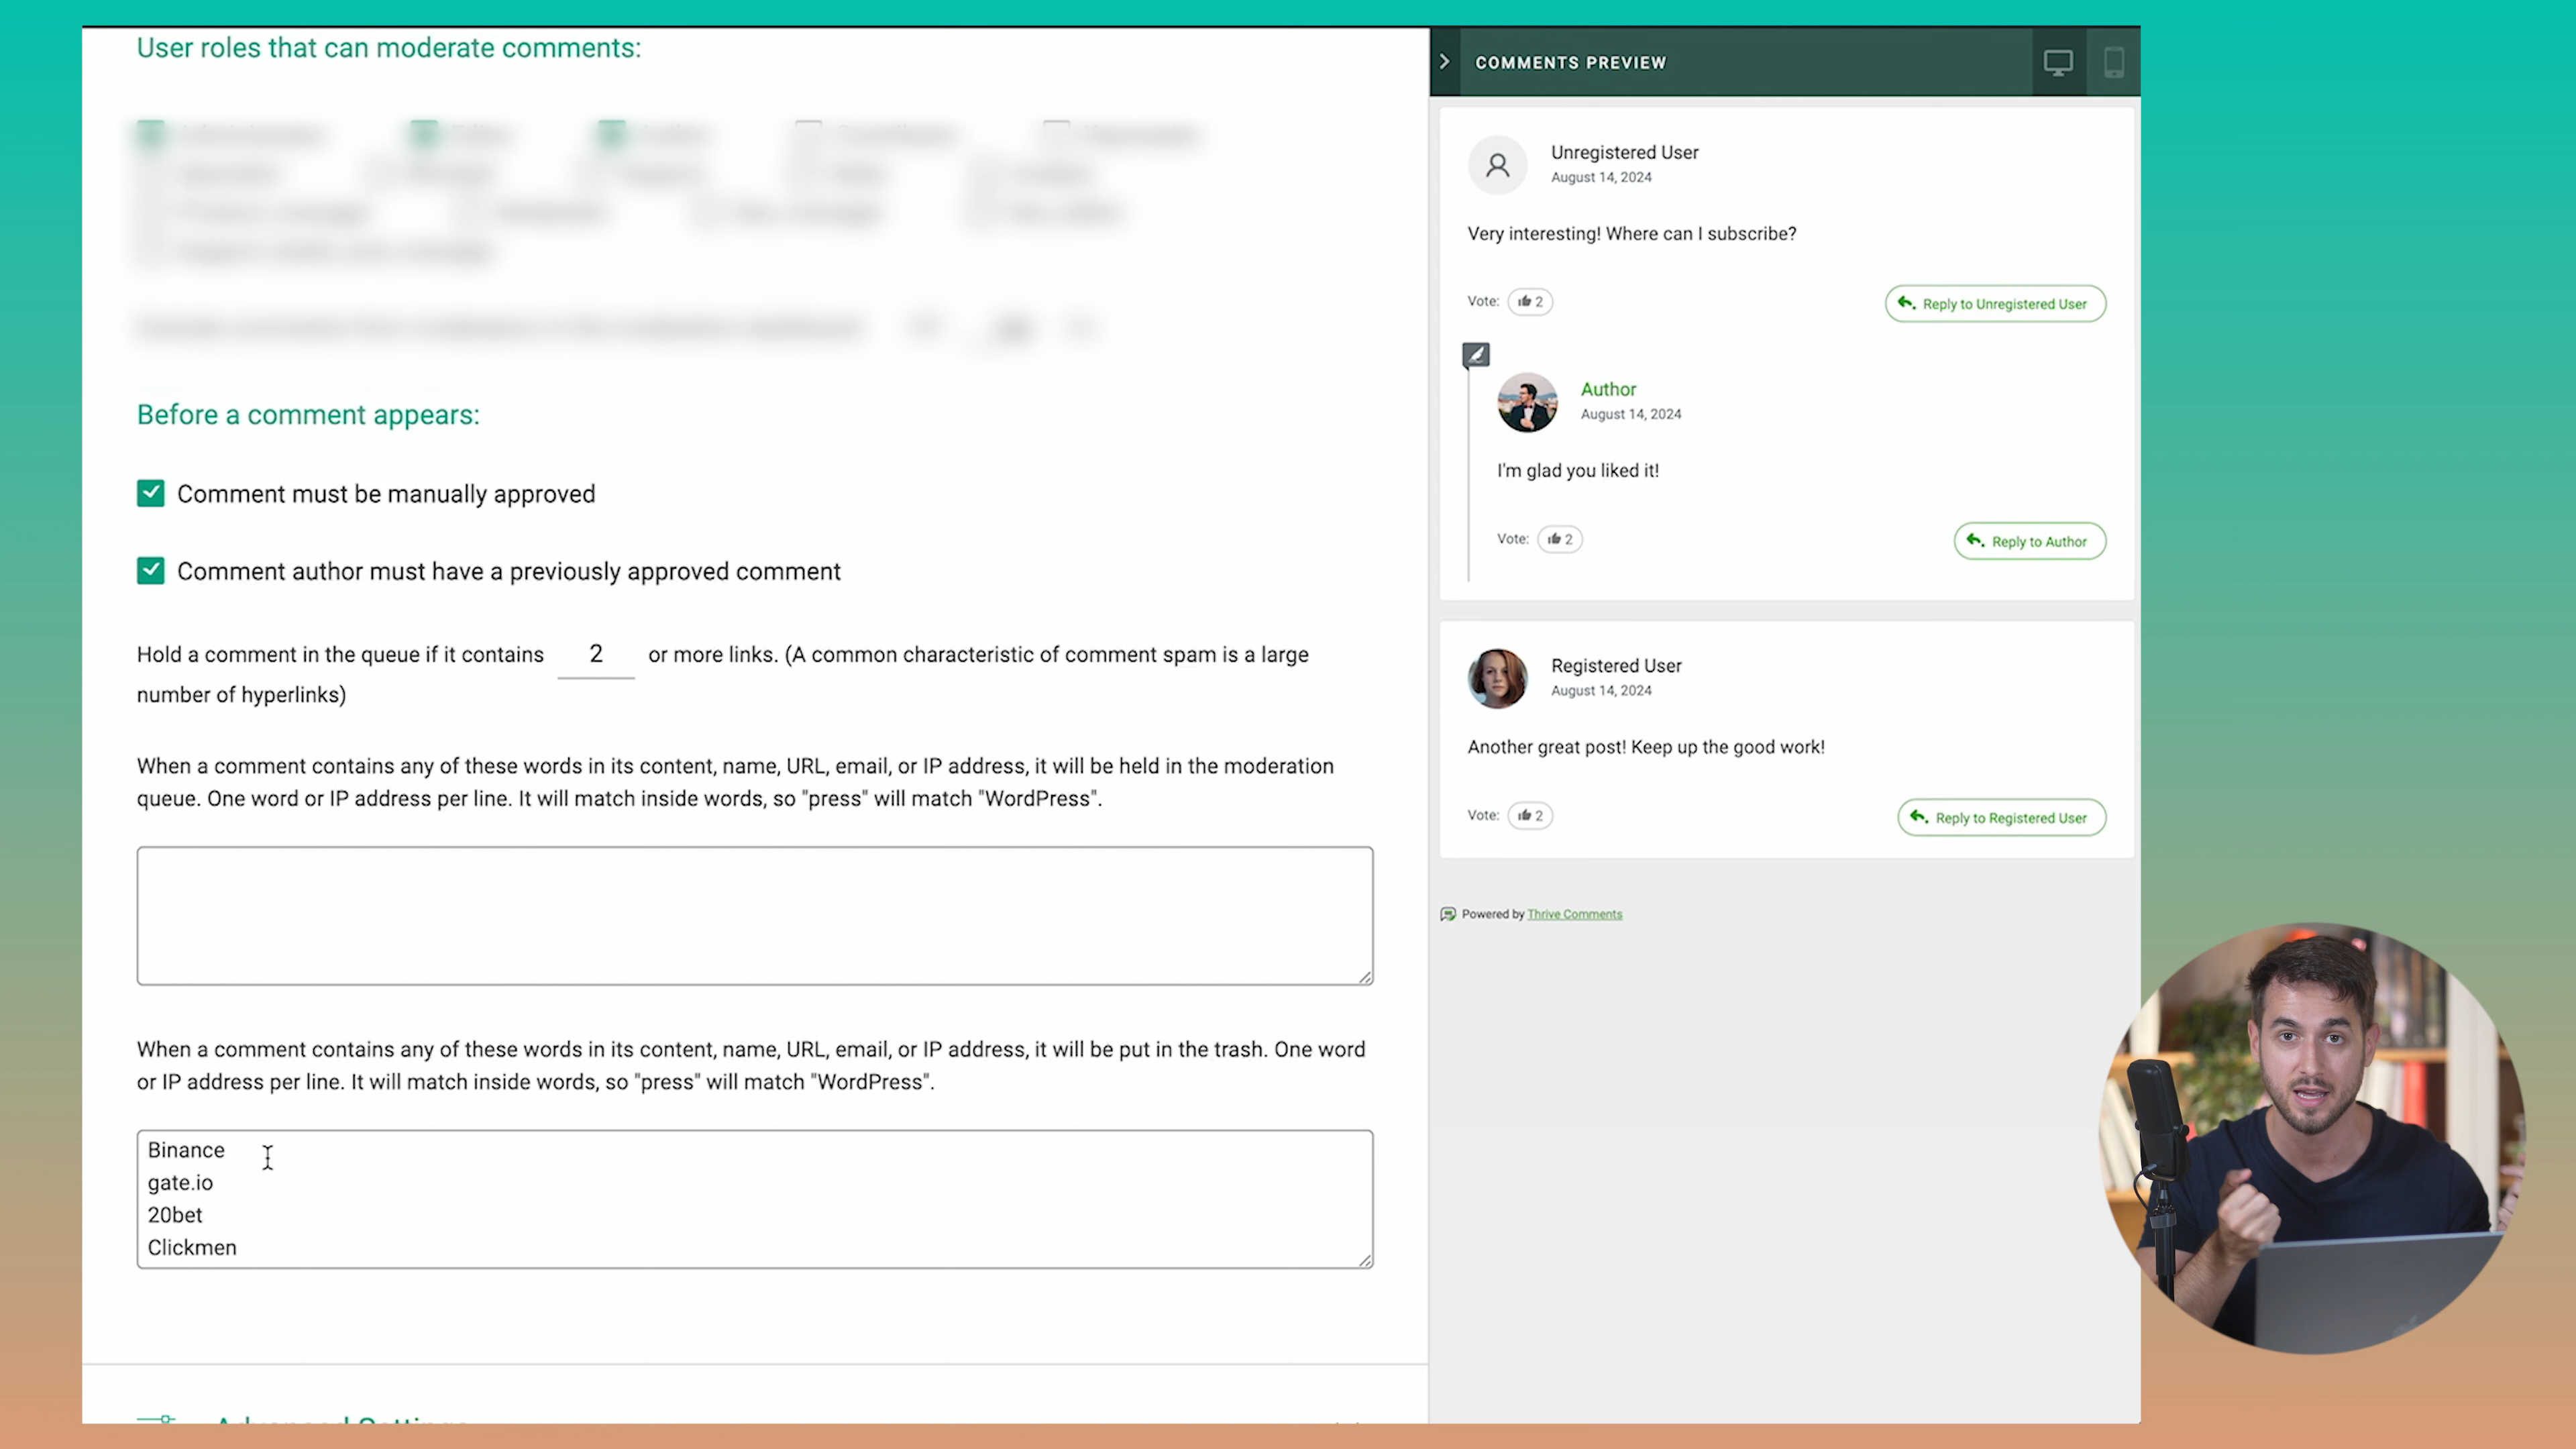 User roles that can moderate comments:
Before a comment appears:
Comment must be manually approved
Comment author must have a previously approved comment
Hold a comment in the queue if it contains 2 or more links. (A common characteristic of comment spam is a large
number of hyperlinks)
When a comment contains any of these words in its content, name, URL, email, or IP address, it will be held in the moderation
queue. One word or IP address per line. It will match inside words, so "press" will match "WordPress".
When a comment contains any of these words in its content, name, URL, email, or IP address, it will be put in the trash. One word
or IP address per line. It will match inside words, so "press" will match "WordPress".
Binance
gate.io
20bet
Clickmen
Advanced Settings
COMMENTS PREVIEW
Unregistered User
August 14, 2024
Very interesting! Where can I subscribe?
Vote: 2
Reply to Unregistered User
Author
August 14, 2024
I'm glad you liked it!
Vote: 2
Reply to Author
Registered User
August 14, 2024
Another great post! Keep up the good work!
Vote: 2
Reply to Registered User
Powered by Thrive Comments